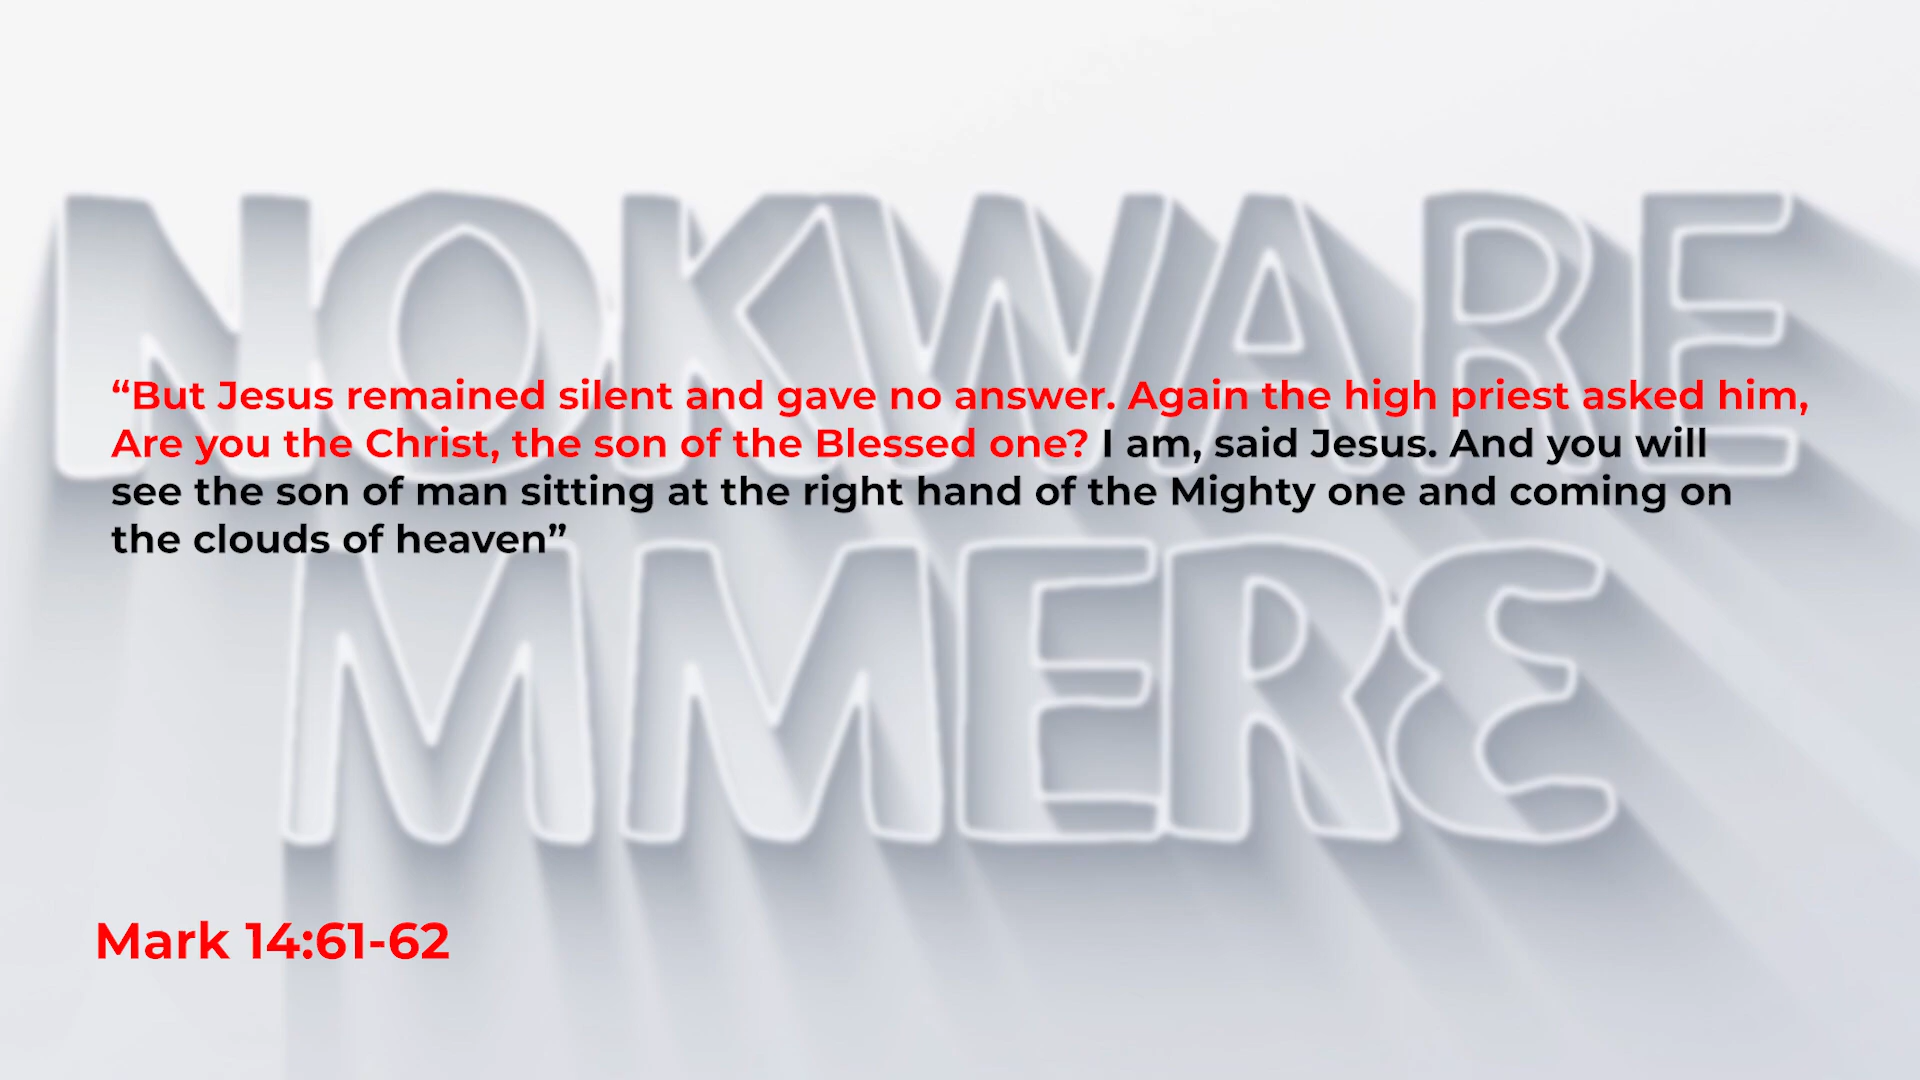 NOKWARE
“But Jesus remained silent and gave no answer. Again the high priest asked him,
Are you the Christ, the son of the Blessed one? I am, said Jesus. And you will
see the son of man sitting at the right hand of the Mighty one and coming on
the clouds of heaven”
MMERƐ
Mark 14:61-62